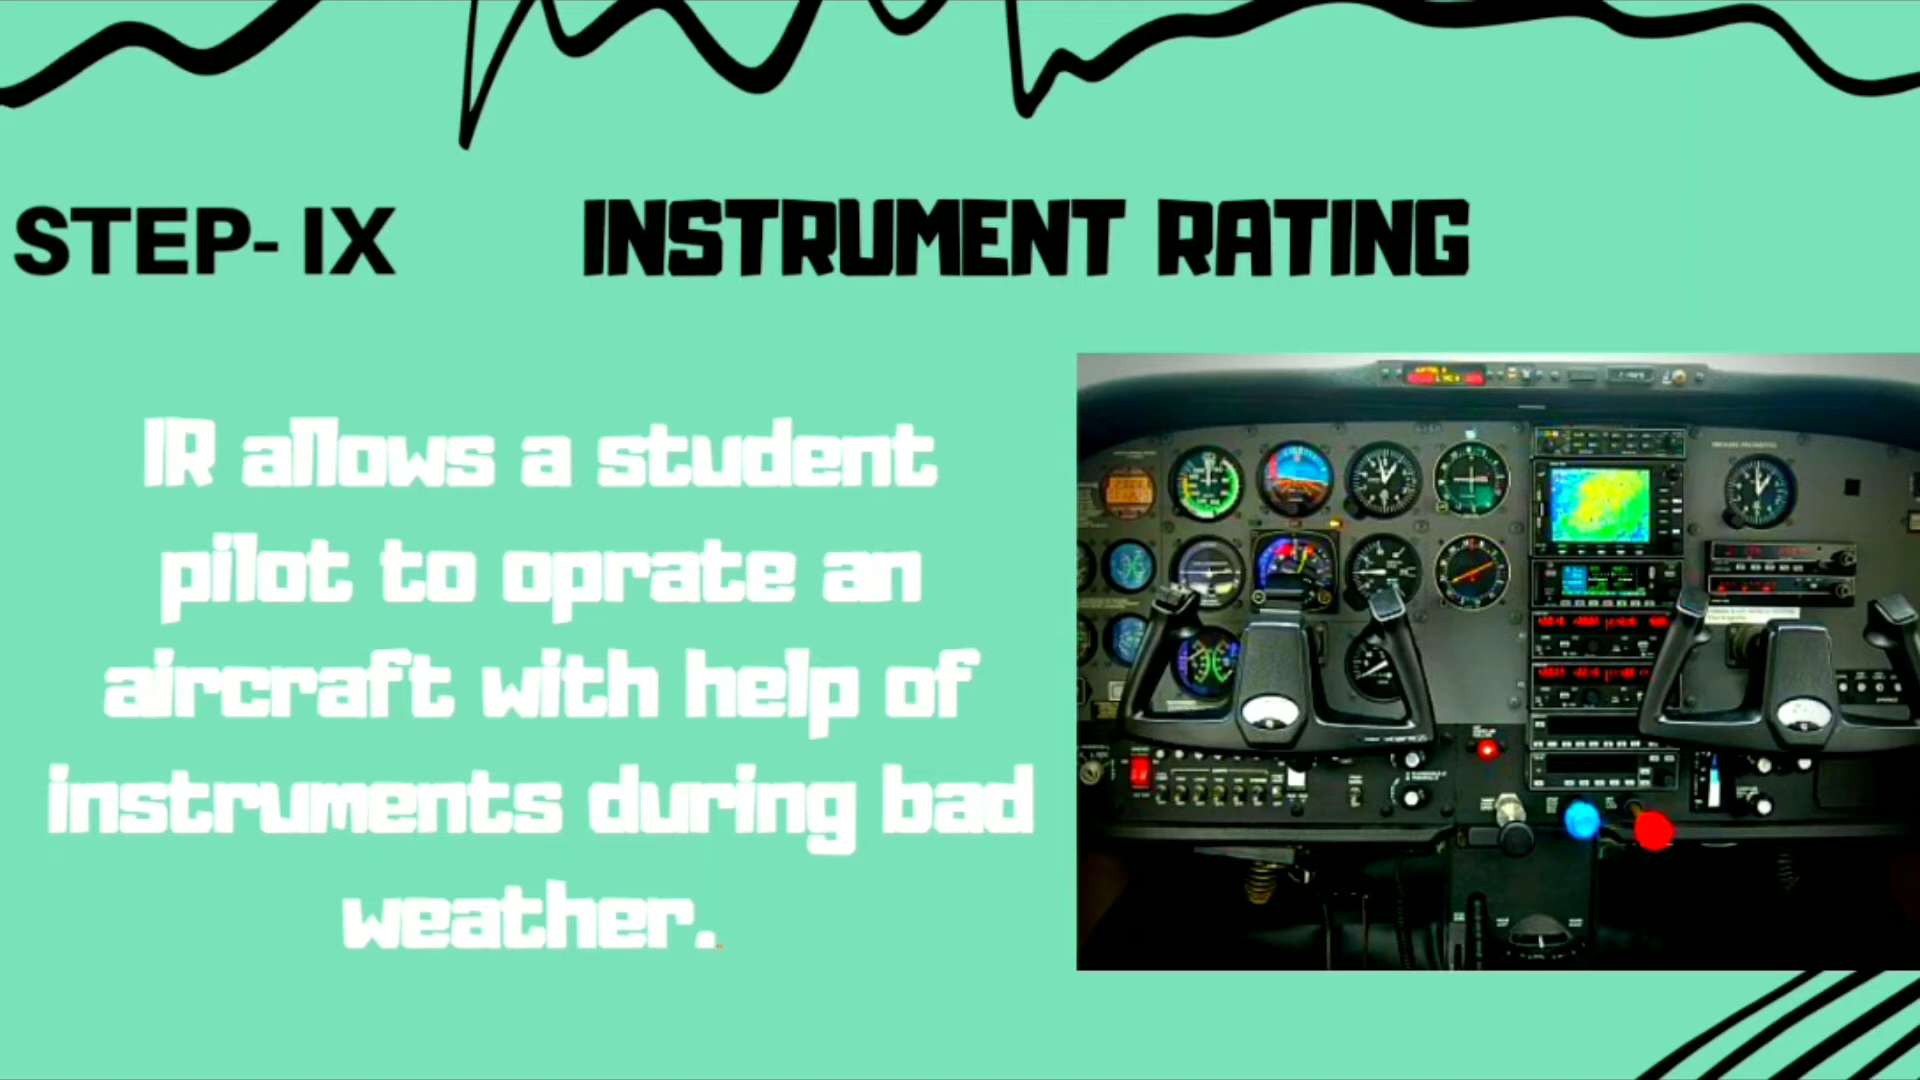 STEP- IX
INSTRUMENT RATING
IR allows a student
pilot to oprate an
aircraft with help of
instruments during bad
weather.